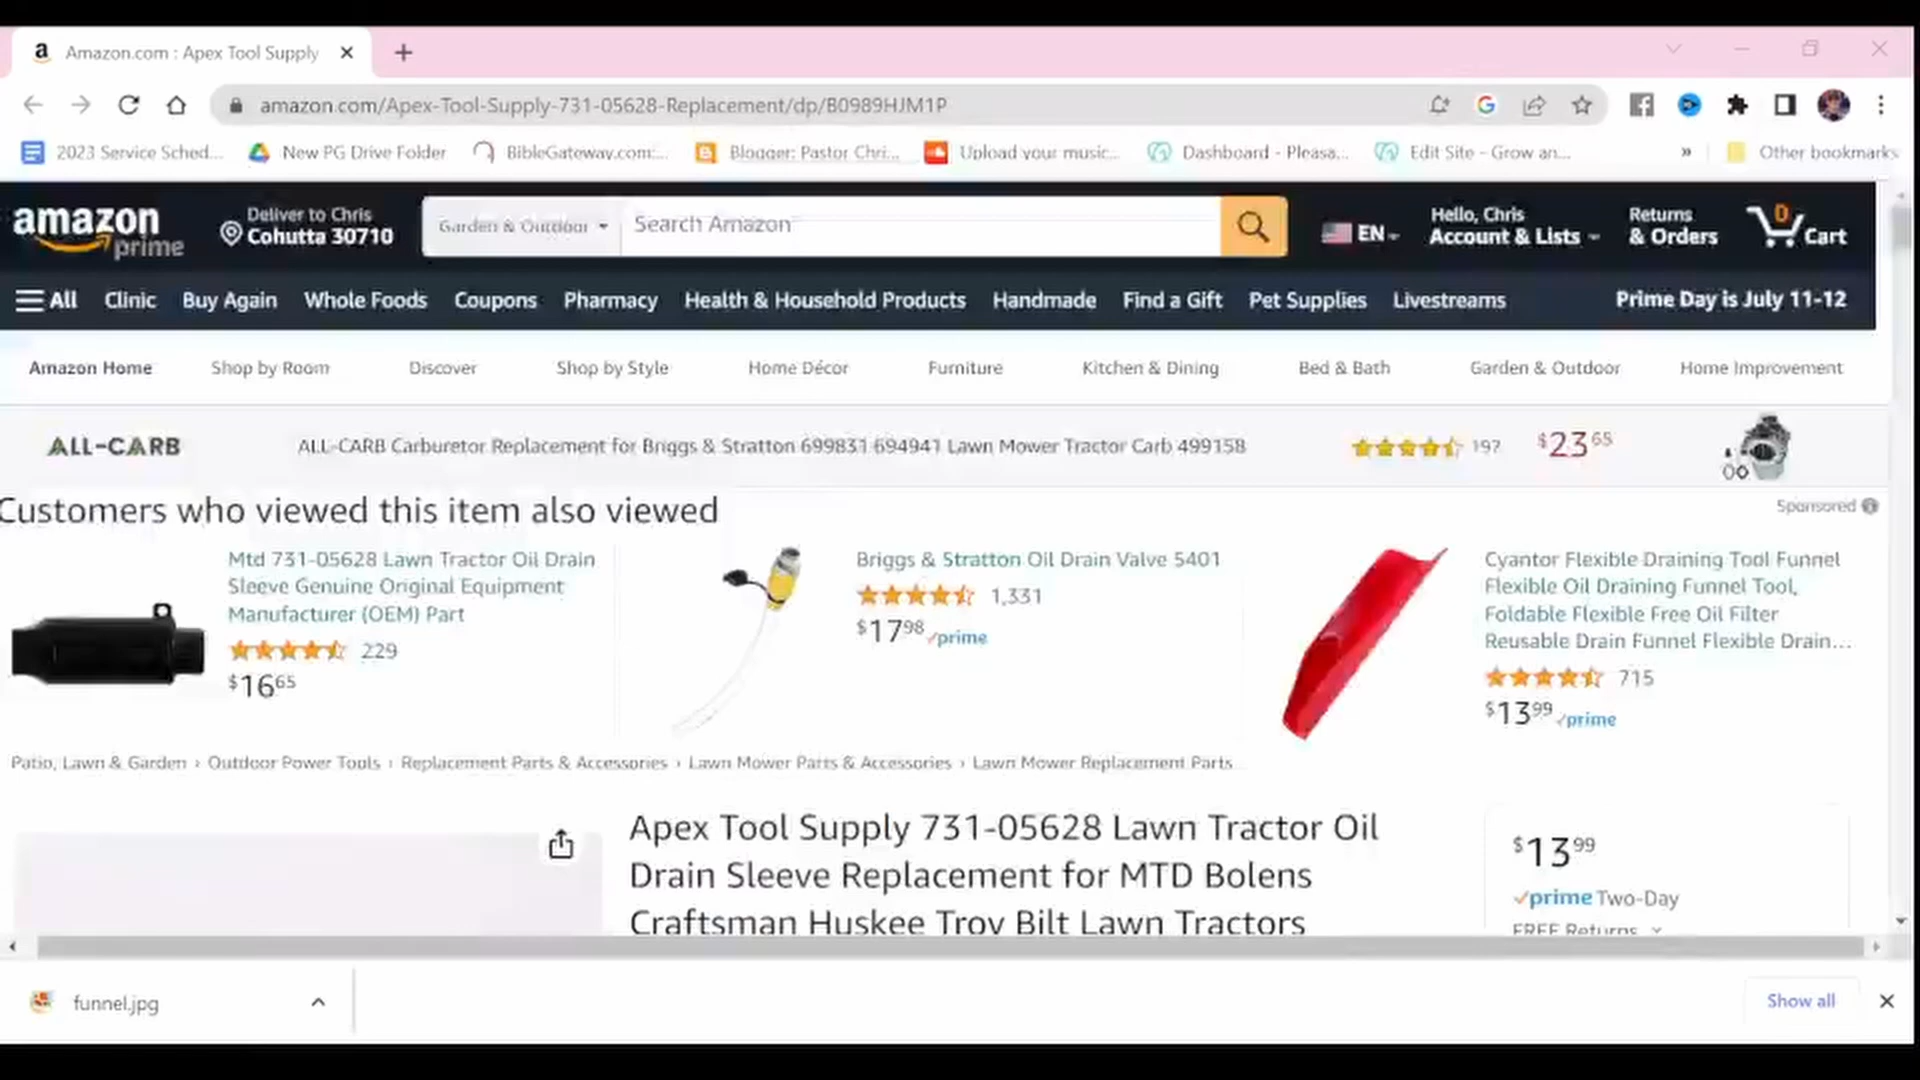 Amazon.com : Apex Tool Supply
amazon.com/Apex-Tool-Supply-731-05628-Replacement/dp/B0989HJM1P
2023 Service Sched... New PG Drive Folder BibleGateway.com:... Blogger: Pastor Chri... Upload your music... Dashboard - Pleasa... Edit Site - Grow an... » Other bookmarks
amazon prime Deliver to Chris Cohutta 30710 Garden & Outdoor Search Amazon EN Hello, Chris Account & Lists Returns & Orders 0 Cart
All Clinic Buy Again Whole Foods Coupons Pharmacy Health & Household Products Handmade Find a Gift Pet Supplies Livestreams Prime Day is July 11-12
Amazon Home Shop by Room Discover Shop by Style Home Décor Furniture Kitchen & Dining Bed & Bath Garden & Outdoor Home Improvement
ALL-CARB ALL-CARB Carburetor Replacement for Briggs & Stratton 699831 694941 Lawn Mower Tractor Carb 499158 197 $23.65
Customers who viewed this item also viewed
Sponsored
Mtd 731-05628 Lawn Tractor Oil Drain
Sleeve Genuine Original Equipment
Manufacturer (OEM) Part
229
$16.65
Briggs & Stratton Oil Drain Valve 5401
1,331
$17.98 prime
Cyantor Flexible Draining Tool Funnel
Flexible Oil Draining Funnel Tool,
Foldable Flexible Free Oil Filter
Reusable Drain Funnel Flexible Drain...
715
$13.99 prime
Patio, Lawn & Garden › Outdoor Power Tools › Replacement Parts & Accessories › Lawn Mower Parts & Accessories › Lawn Mower Replacement Parts
Apex Tool Supply 731-05628 Lawn Tractor Oil
Drain Sleeve Replacement for MTD Bolens
Craftsman Huskee Troy Bilt Lawn Tractors
$13.99
prime Two-Day
FREE Returns
funnel.jpg
Show all